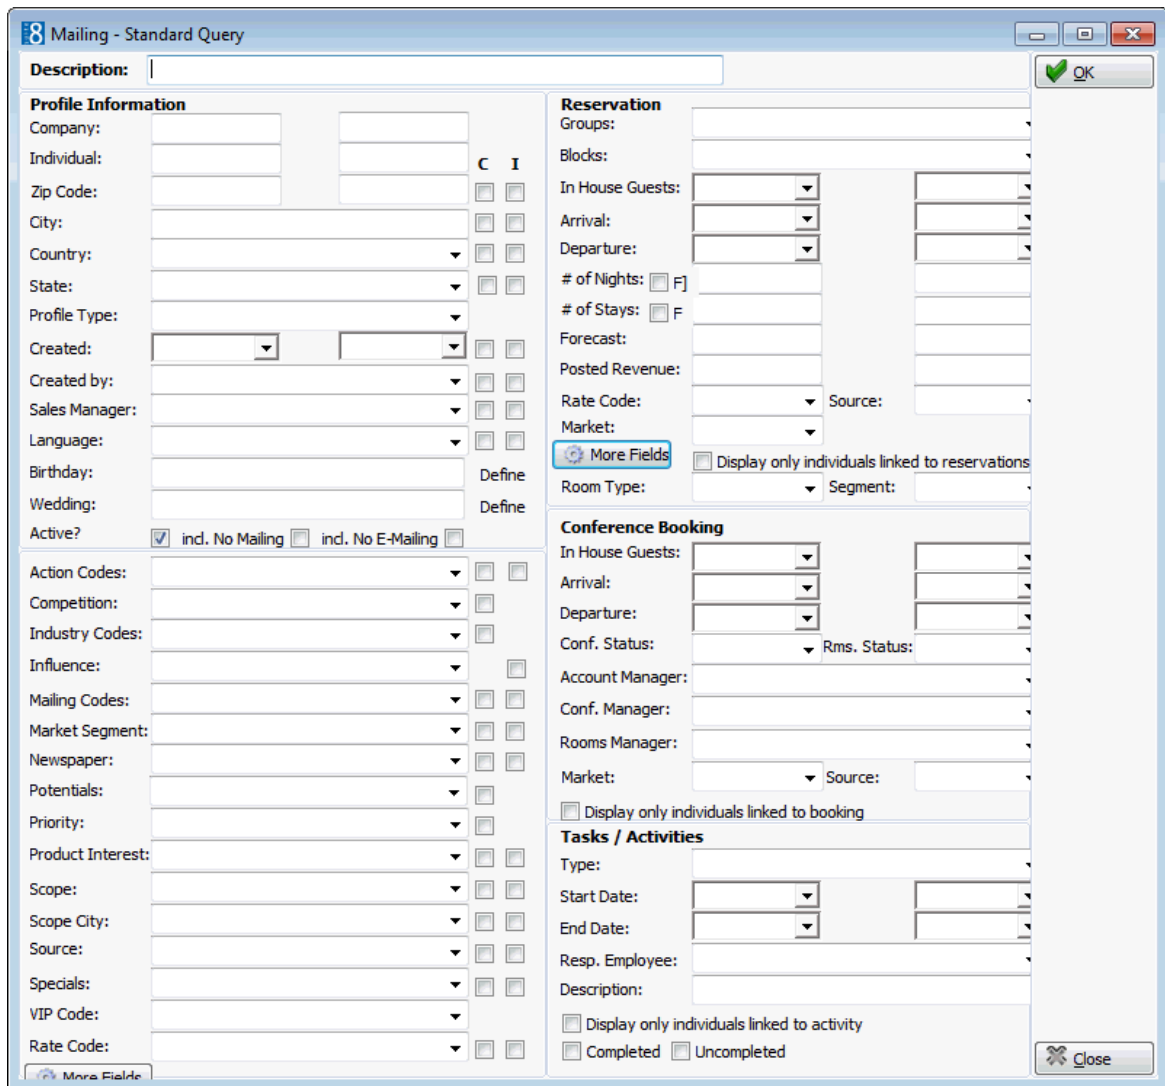 8 Mailing - Standard Query
Description:
OK
Profile Information
Company:
Individual:
C I
Zip Code:
City:
Country:
State:
Profile Type:
Created:
Created by:
Sales Manager:
Language:
Birthday: Define
Wedding: Define
Active? incl. No Mailing incl. No E-Mailing
Action Codes:
Competition:
Industry Codes:
Influence:
Mailing Codes:
Market Segment:
Newspaper:
Potentials:
Priority:
Product Interest:
Scope:
Scope City:
Source:
Specials:
VIP Code:
Rate Code:
More Fields
Reservation
Groups:
Blocks:
In House Guests:
Arrival:
Departure:
# of Nights: F]
# of Stays: F
Forecast:
Posted Revenue:
Rate Code: Source:
Market:
More Fields Display only individuals linked to reservations
Room Type: Segment:
Conference Booking
In House Guests:
Arrival:
Departure:
Conf. Status: Rms. Status:
Account Manager:
Conf. Manager:
Rooms Manager:
Market: Source:
Display only individuals linked to booking
Tasks / Activities
Type:
Start Date:
End Date:
Resp. Employee:
Description:
Display only individuals linked to activity
Completed Uncompleted
Close